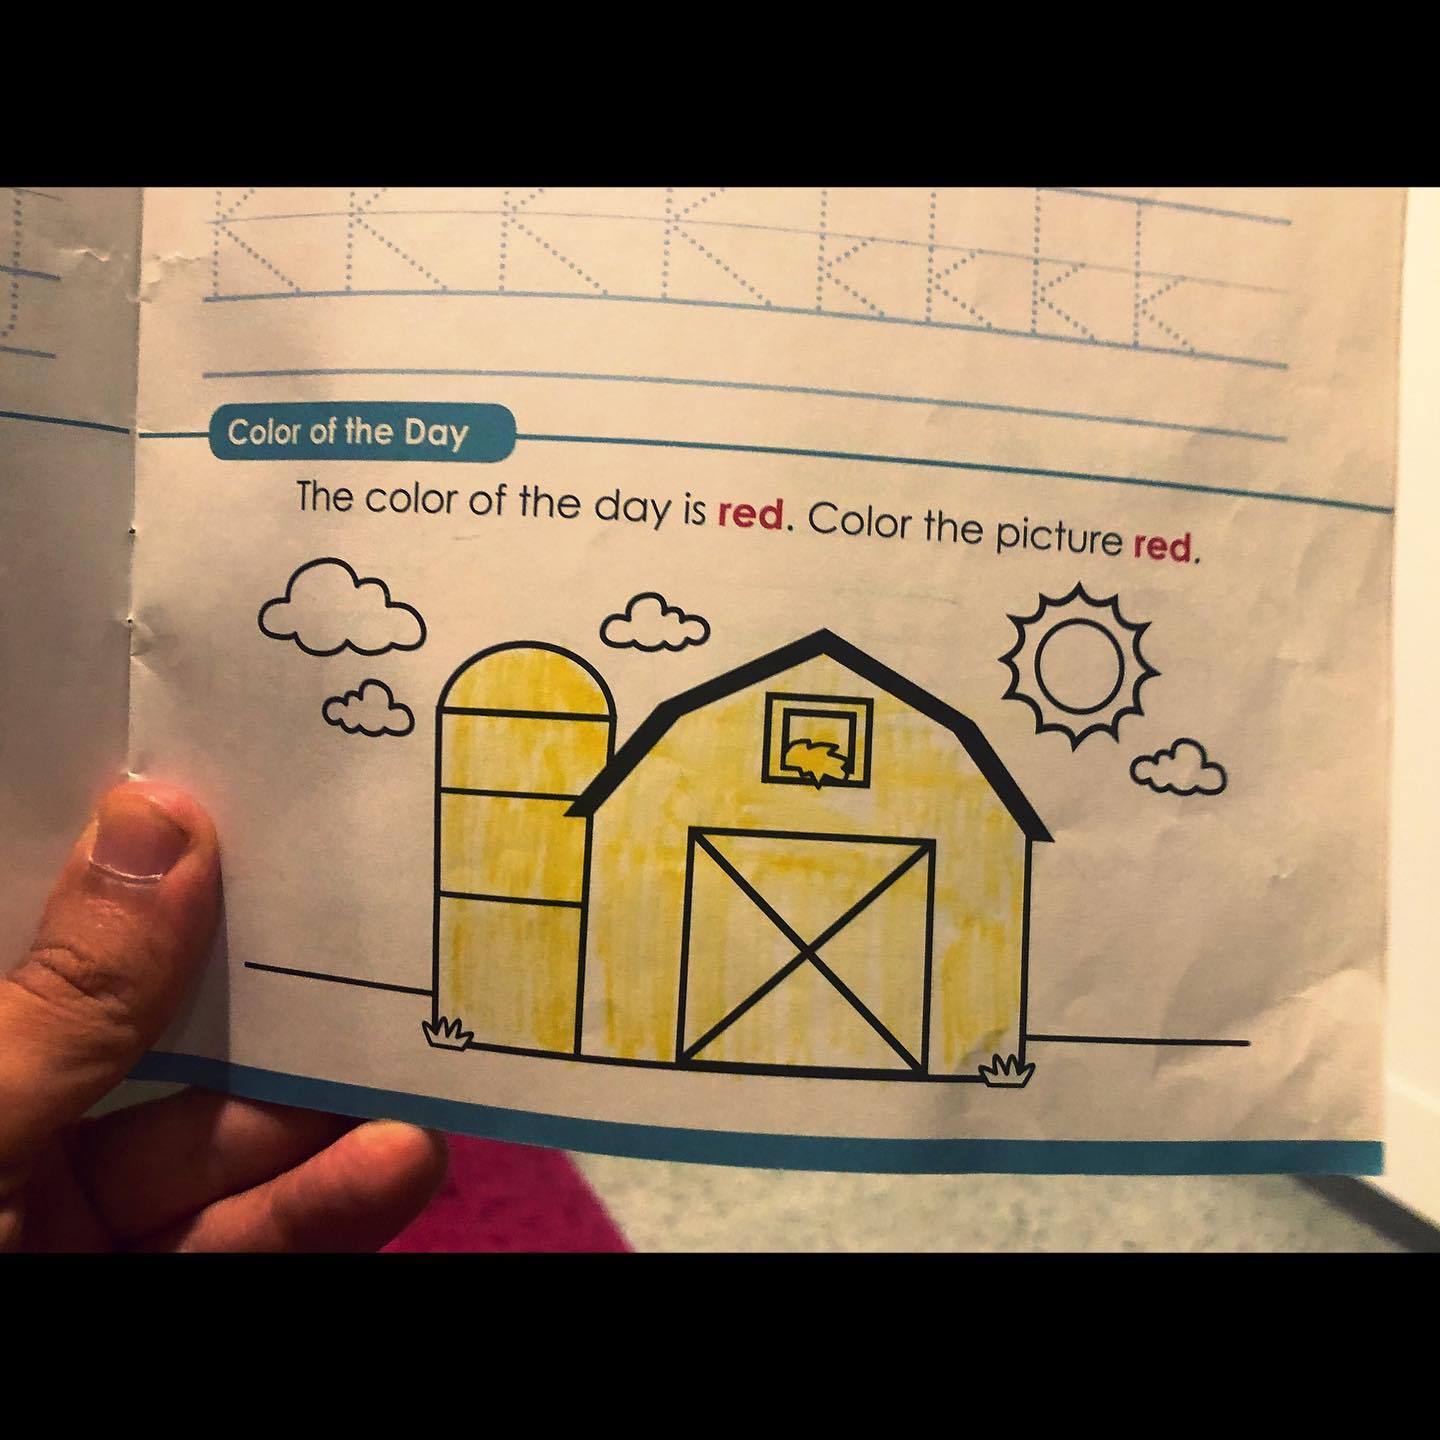 K K K K k k k k
Color of the Day
The color of the day is red. Color the picture red.